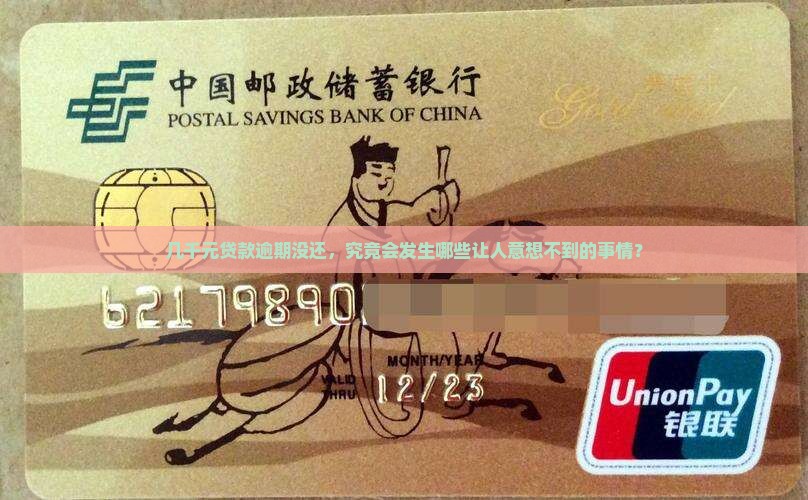 中国邮政储蓄银行
POSTAL SAVINGS BANK OF CHINA
几千元贷款逾期没还，究竟会发生哪些让人意想不到的事情？
62179890
MONTH/YEAR
VALID
THRU
12/23
UnionPay
银联